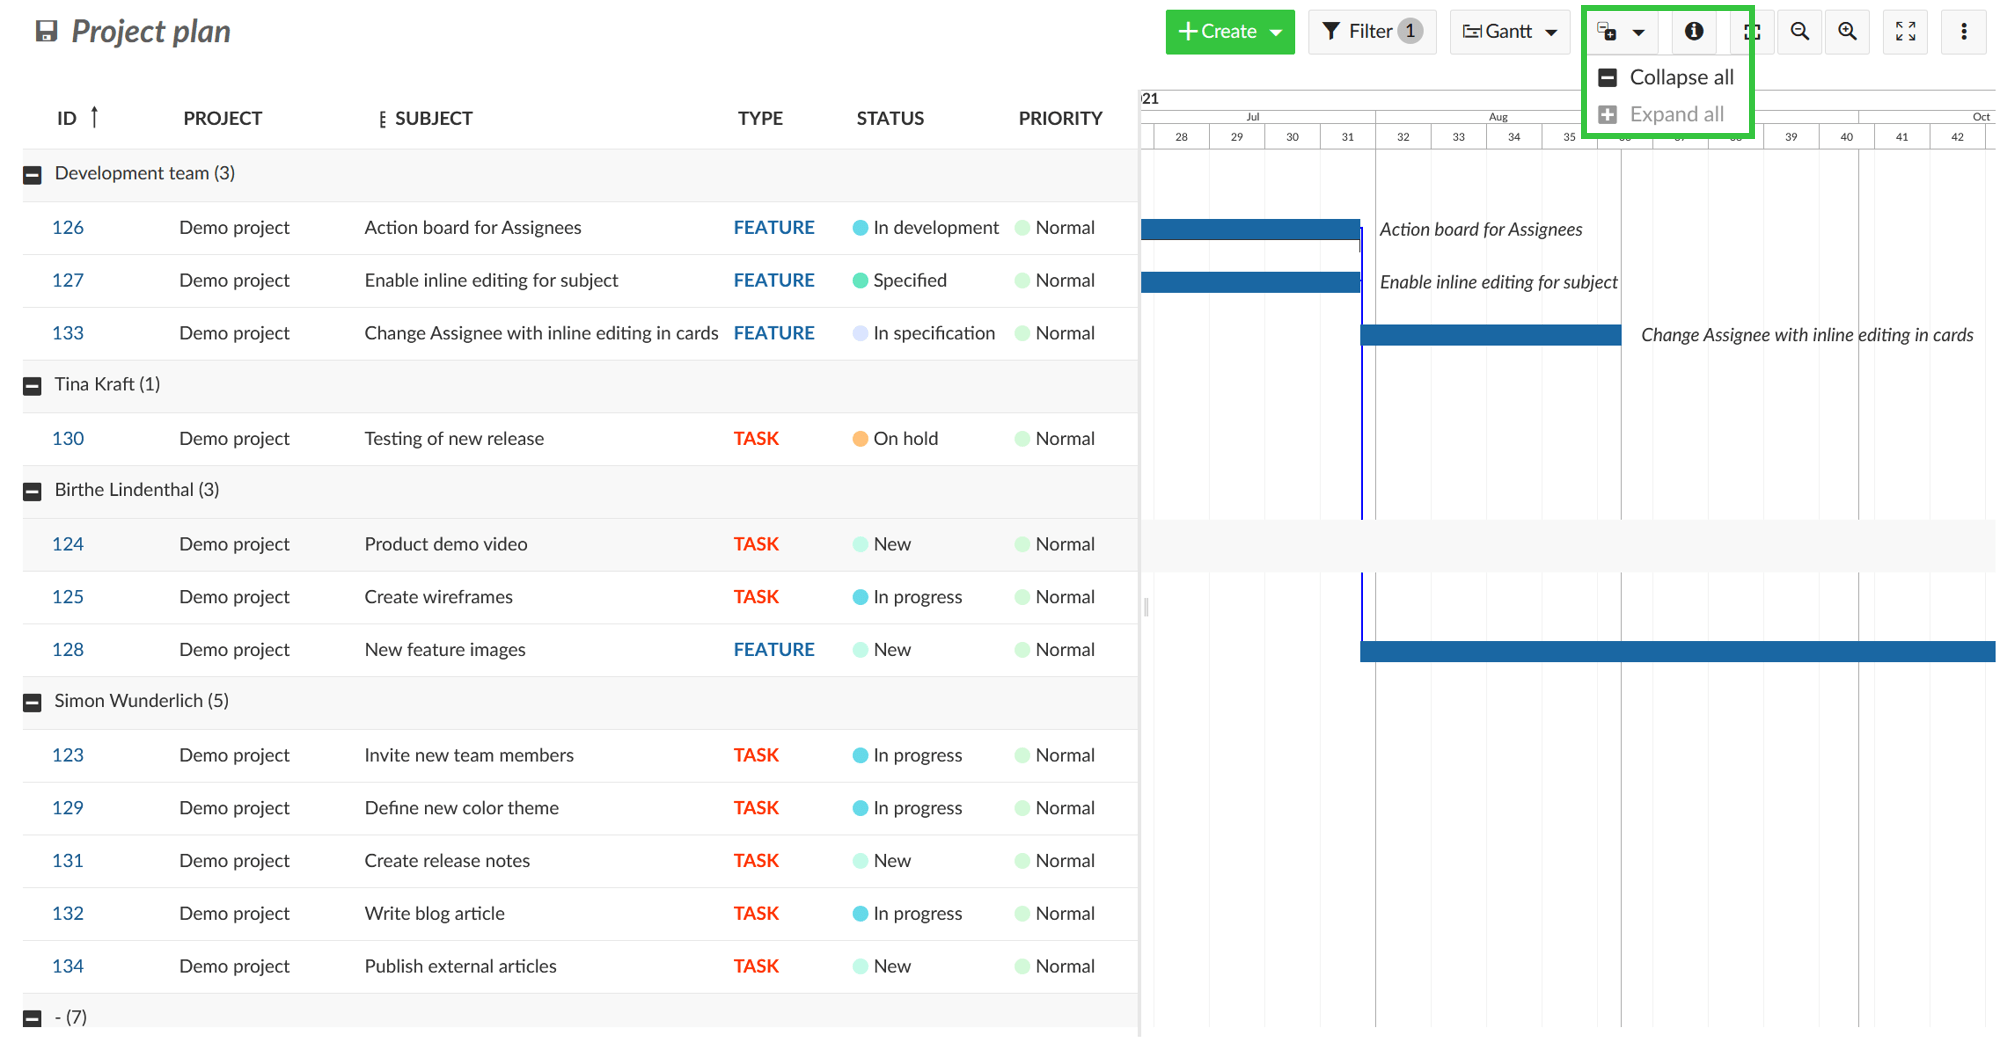 Project plan
Create Filter 1 Gantt
Collapse all
Expand all
ID PROJECT SUBJECT TYPE STATUS PRIORITY
21
Jul Aug Oct
28 29 30 31 32 33 34 35 39 40 41 42
Development team (3)
126 Demo project Action board for Assignees FEATURE In development Normal Action board for Assignees
127 Demo project Enable inline editing for subject FEATURE Specified Normal Enable inline editing for subject
133 Demo project Change Assignee with inline editing in cards FEATURE In specification Normal Change Assignee with inline editing in cards
Tina Kraft (1)
130 Demo project Testing of new release TASK On hold Normal
Birthe Lindenthal (3)
124 Demo project Product demo video TASK New Normal
125 Demo project Create wireframes TASK In progress Normal
128 Demo project New feature images FEATURE New Normal
Simon Wunderlich (5)
123 Demo project Invite new team members TASK In progress Normal
129 Demo project Define new color theme TASK In progress Normal
131 Demo project Create release notes TASK New Normal
132 Demo project Write blog article TASK In progress Normal
134 Demo project Publish external articles TASK New Normal
- (7)